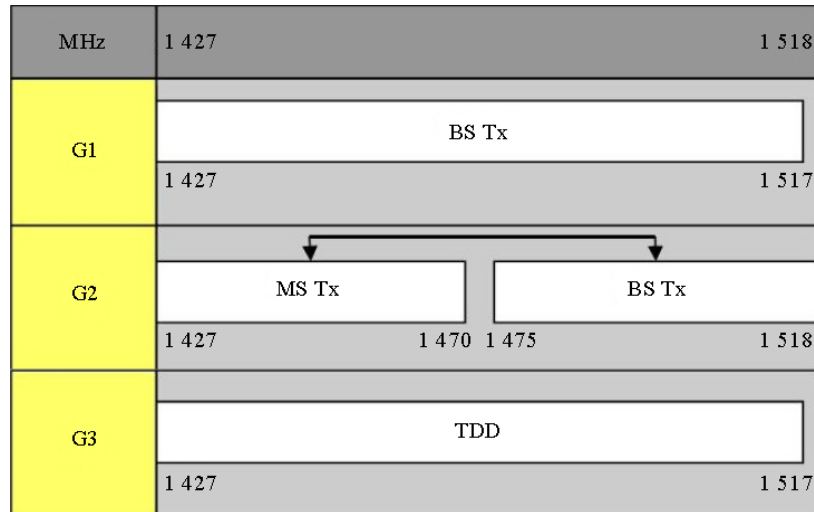 MHz 1 427 1 518
G1 BS Tx
1 427 1 517
G2 MS Tx BS Tx
1 427 1 470 1 475 1 518
G3 TDD
1 427 1 517